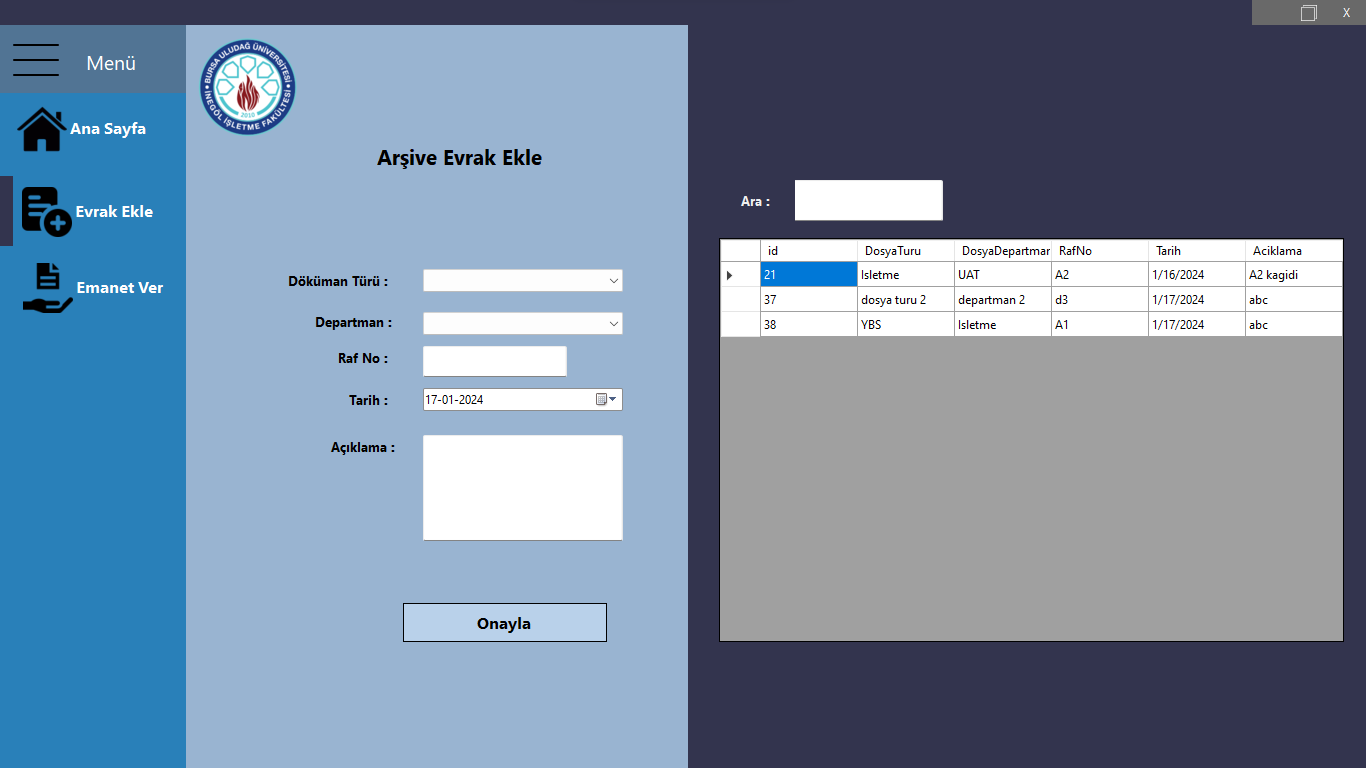 X
Menü
Ana Sayfa
Evrak Ekle
Emanet Ver
BURSA ULUDAĞ ÜNİVERSİTESİ
2010
İNEGÖL İŞLETME FAKÜLTESİ
Arşive Evrak Ekle
Döküman Türü :
Departman :
Raf No :
Tarih : 17-01-2024
Açıklama :
Onayla
Ara :
id DosyaTuru DosyaDepartmar RafNo Tarih Aciklama
21 Isletme UAT A2 1/16/2024 A2 kagidi
37 dosya turu 2 departman 2 d3 1/17/2024 abc
38 YBS Isletme A1 1/17/2024 abc